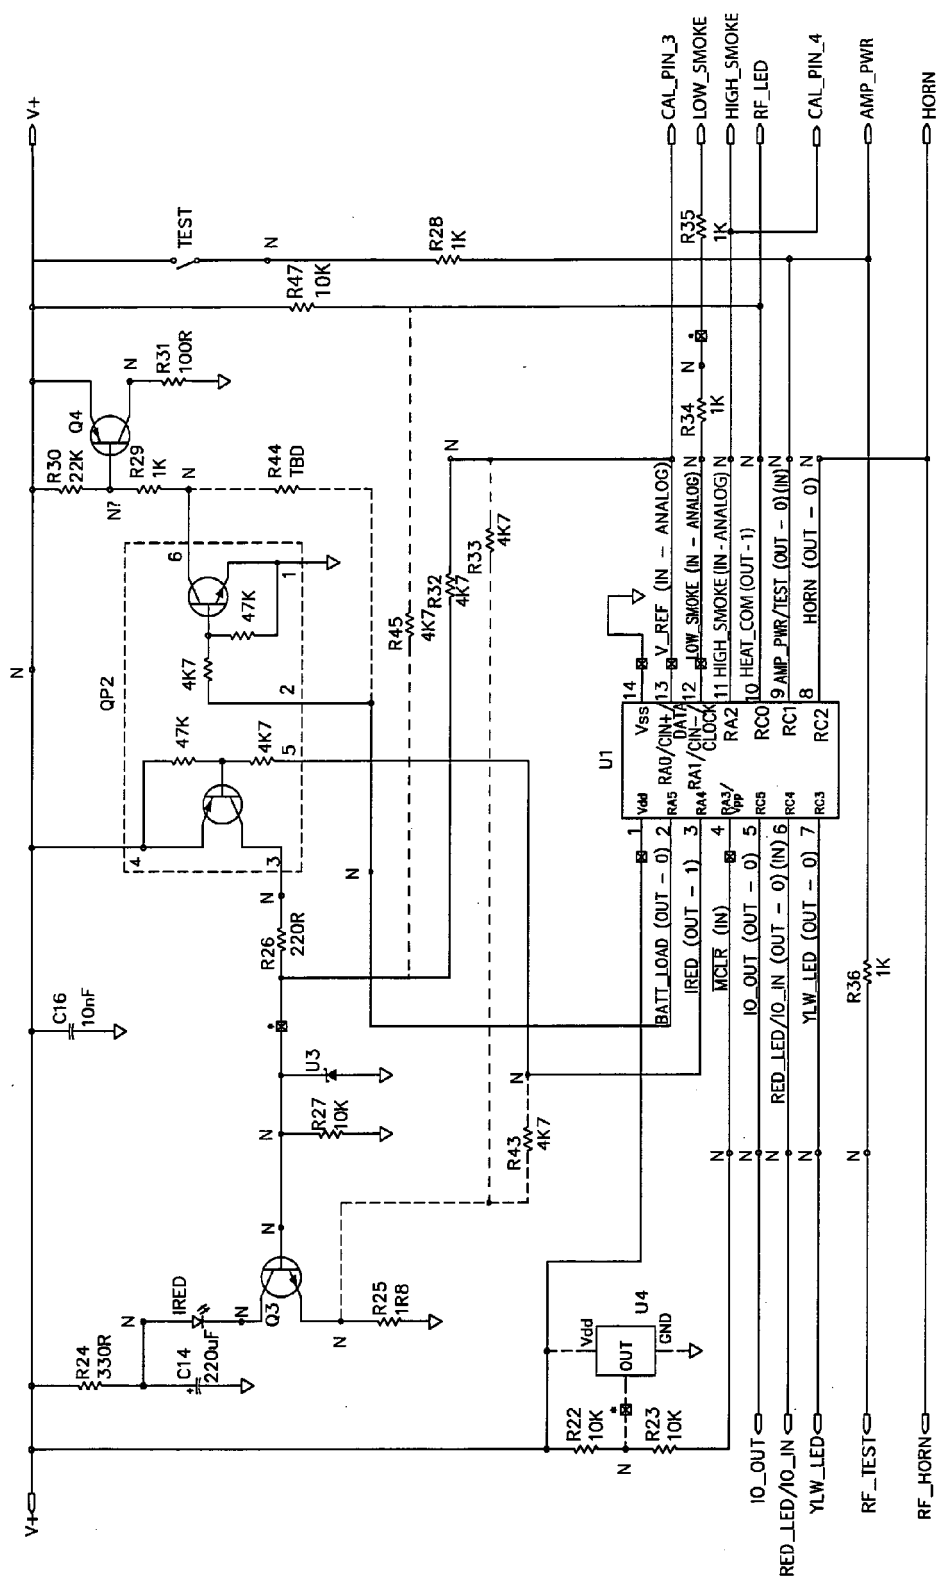 V+
V+
N
R24
330R
C14
220uF
N
IRED
N
Q3
N
R25
1R8
N
N
R27
10K
U3
*
C16
10nF
R26
220R
N
3
4
QP2
47K
4K7
5
4K7
2
47K
6
1
N
N
R30
22K
N?
R29
1K
Q4
N
R31
100R
R44
TBD
TEST
N
R47
10K
R28
1K
R45
4K7
R32
4K7
R33
4K7
N
R43
4K7
N
R22
10K
R23
10K
N
*
Vdd
OUT
GND
U4
U1
1 Vdd
BATT_LOAD (OUT - 0) 2 RA5
IRED (OUT - 1) 3 RA4
MCLR (IN) 4 RA3/Vpp
IO_OUT (OUT - 0) 5 RC5
RED_LED/IO_IN (OUT - 0) (IN) 6 RC4
YLW_LED (OUT - 0) 7 RC3
Vss 14
RA0/CIN+/DATA 13 V_REF (IN - ANALOG)
RA1/CIN-/CLOCK 12 LOW_SMOKE (IN - ANALOG) N
RA2 11 HIGH_SMOKE (IN - ANALOG) N
RC0 10 HEAT_COM (OUT-1) N
RC1 9 AMP_PWR/TEST (OUT - 0) (IN) N
RC2 8 HORN (OUT - 0) N
R34
1K
N
*
R35
1K
CAL_PIN_3
LOW_SMOKE
HIGH_SMOKE
RF_LED
CAL_PIN_4
AMP_PWR
HORN
N
N
N
N
R36
1K
N
IO_OUT
RED_LED/IO_IN
YLW_LED
RF_TEST
RF_HORN